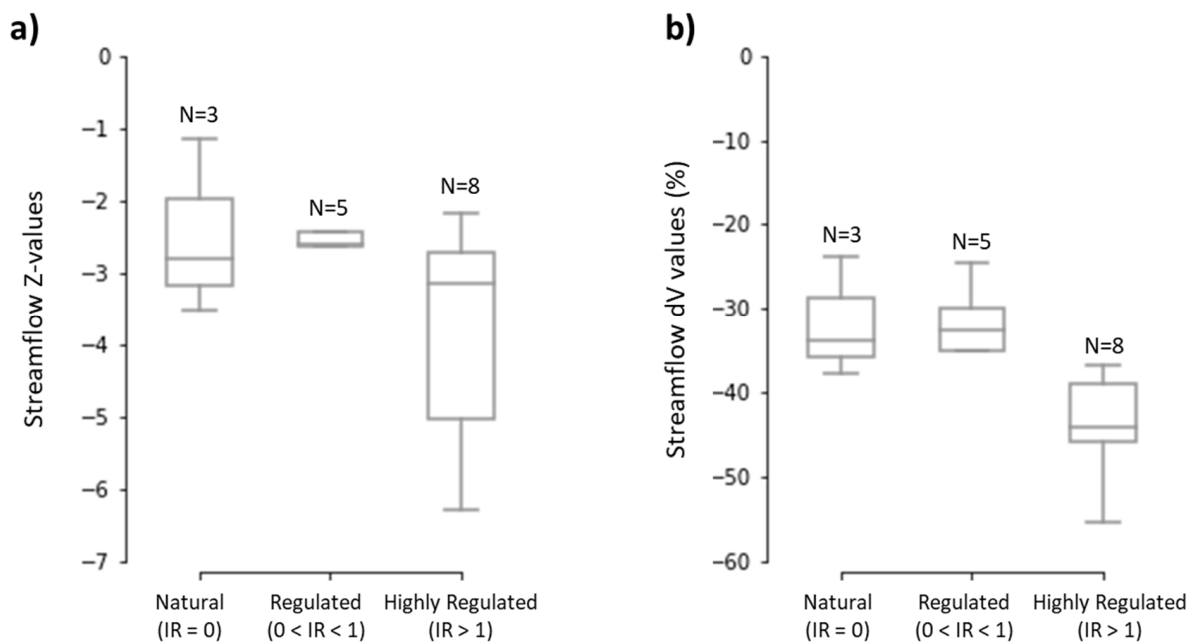 a)
Streamflow Z-values
0
−1
−2
−3
−4
−5
−6
−7
N=3
N=5
N=8
Natural
(IR = 0)
Regulated
(0 < IR < 1)
Highly Regulated
(IR > 1)
b)
Streamflow dV values (%)
0
−10
−20
−30
−40
−50
−60
N=3
N=5
N=8
Natural
(IR = 0)
Regulated
(0 < IR < 1)
Highly Regulated
(IR > 1)